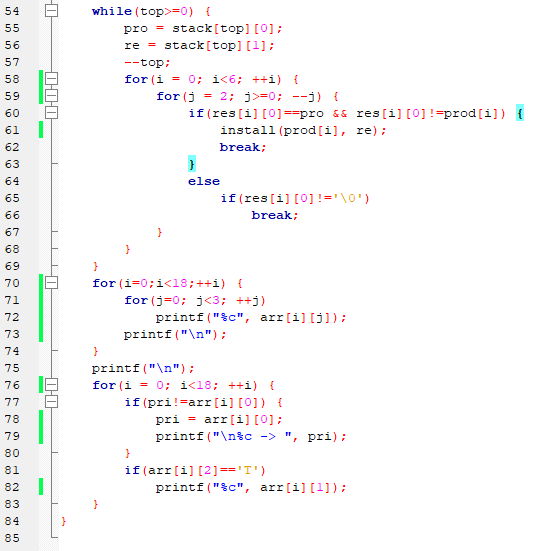 54 while(top>=0) {
55 pro = stack[top][0];
56 re = stack[top][1];
57 --top;
58 for(i = 0; i<6; ++i) {
59 for(j = 2; j>=0; --j) {
60 if(res[i][0]==pro && res[i][0]!=prod[i]) {
61 install(prod[i], re);
62 break;
63 }
64 else
65 if(res[i][0]!='\0')
66 break;
67 }
68 }
69 }
70 for(i=0;i<18;++i) {
71 for(j=0; j<3; ++j)
72 printf("%c", arr[i][j]);
73 printf("\n");
74 }
75 printf("\n");
76 for(i = 0; i<18; ++i) {
77 if(pri!=arr[i][0]) {
78 pri = arr[i][0];
79 printf("\n%c -> ", pri);
80 }
81 if(arr[i][2]=='T')
82 printf("%c", arr[i][1]);
83 }
84 }
85